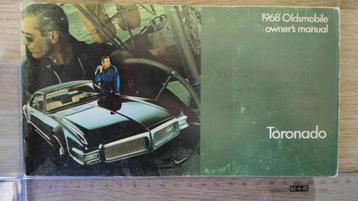 1968 Oldsmobile
owner's manual
Toronado